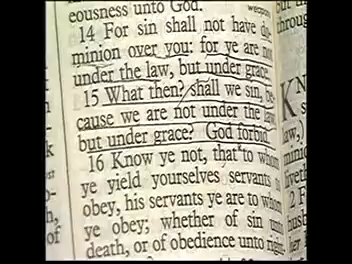 eousness unto God.
14 For sin shall not have do-
minion over you: for ye are not
under the law, but under grace.
15 What then? shall we sin, be-
cause we are not under the law,
but under grace? God forbid.
16 Know ye not, that to whom
ye yield yourselves servants
obey, his servants ye are to whom
ye obey; whether of sin unto
death, or of obedience unto